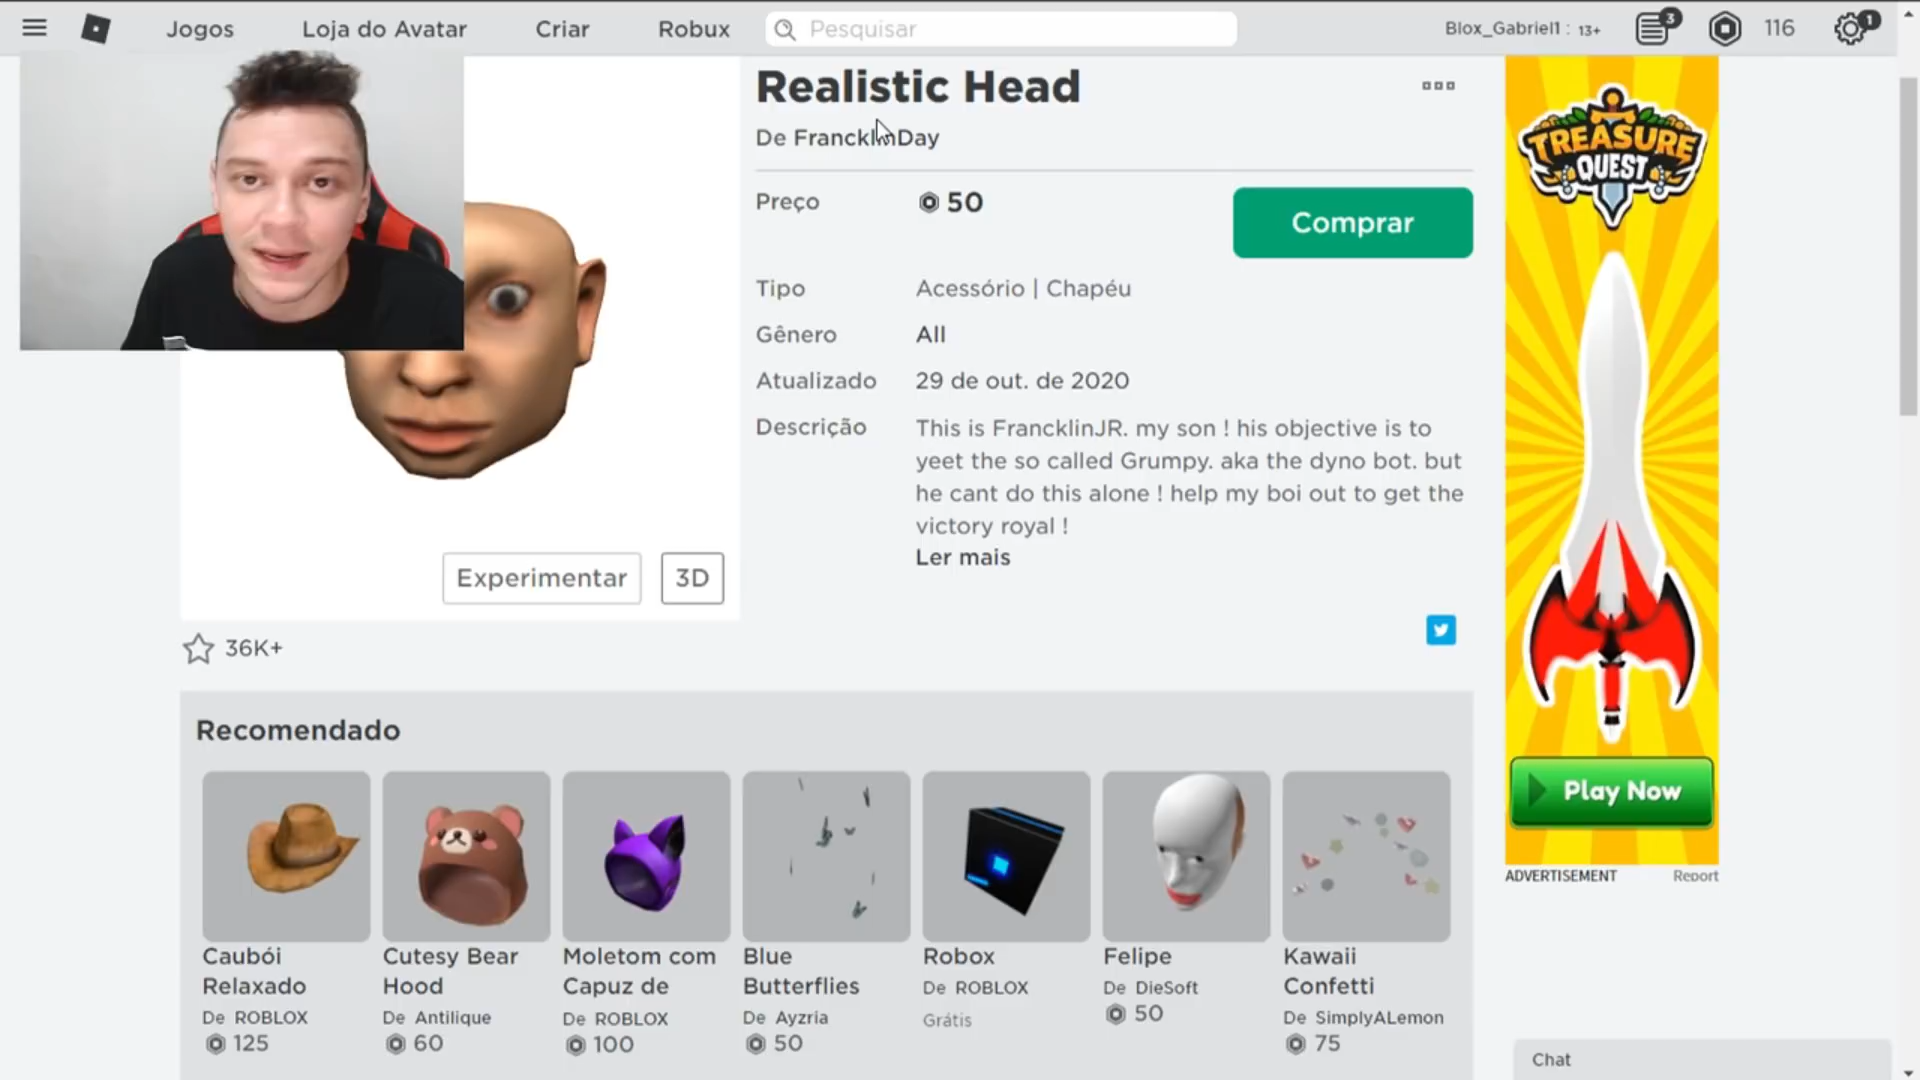 Jogos Loja do Avatar Criar Robux Pesquisar Blox_Gabriel1 : 13+ 3 116 1
Realistic Head
De FrancklinDay
Preço 50
Comprar
Tipo Acessório | Chapéu
Gênero All
Atualizado 29 de out. de 2020
Descrição This is FrancklinJR. my son ! his objective is to
yeet the so called Grumpy. aka the dyno bot. but
he cant do this alone ! help my boi out to get the
victory royal !
Ler mais
Experimentar 3D
36K+
TREASURE
QUEST
Play Now
ADVERTISEMENT Report
Recomendado
Caubói
Relaxado
De ROBLOX
125
Cutesy Bear
Hood
De Antilique
60
Moletom com
Capuz de
De ROBLOX
100
Blue
Butterflies
De Ayzria
50
Robox
De ROBLOX
Grátis
Felipe
De DieSoft
50
Kawaii
Confetti
De SimplyALemon
75
Chat